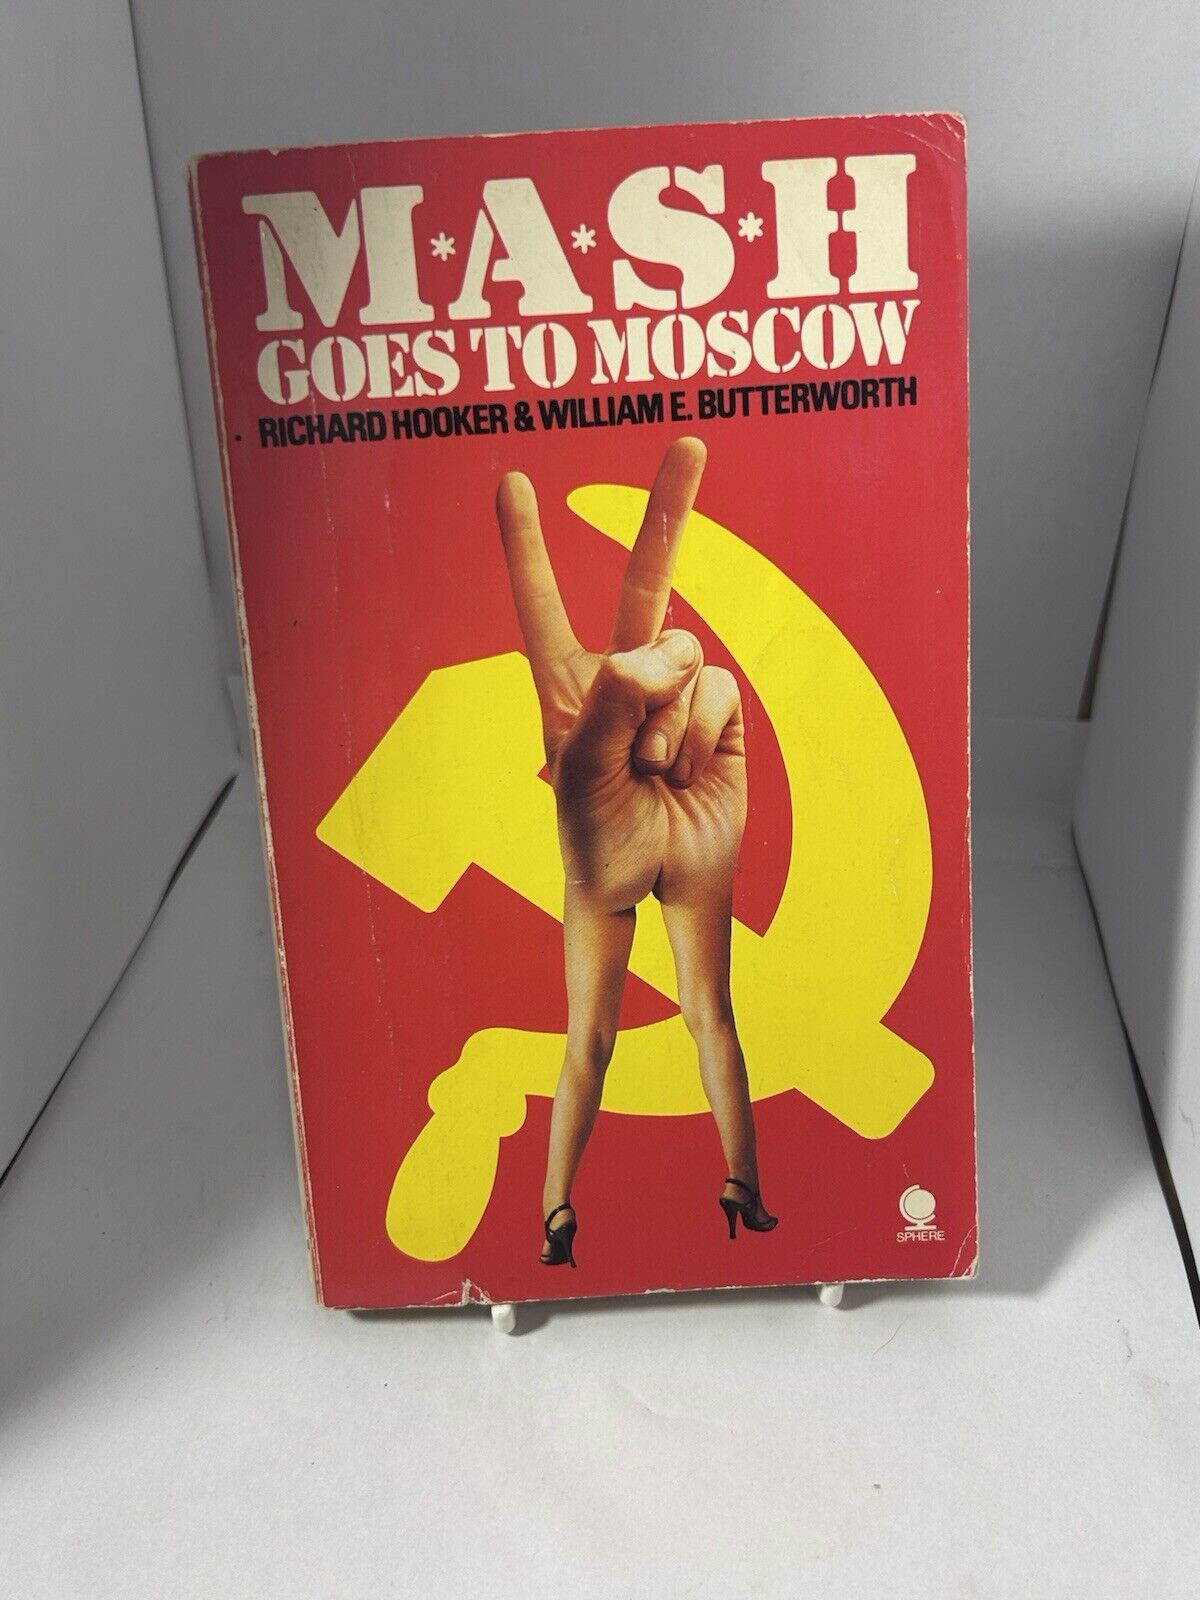 M*A*S*H
GOES TO MOSCOW
RICHARD HOOKER & WILLIAM E. BUTTERWORTH
SPHERE